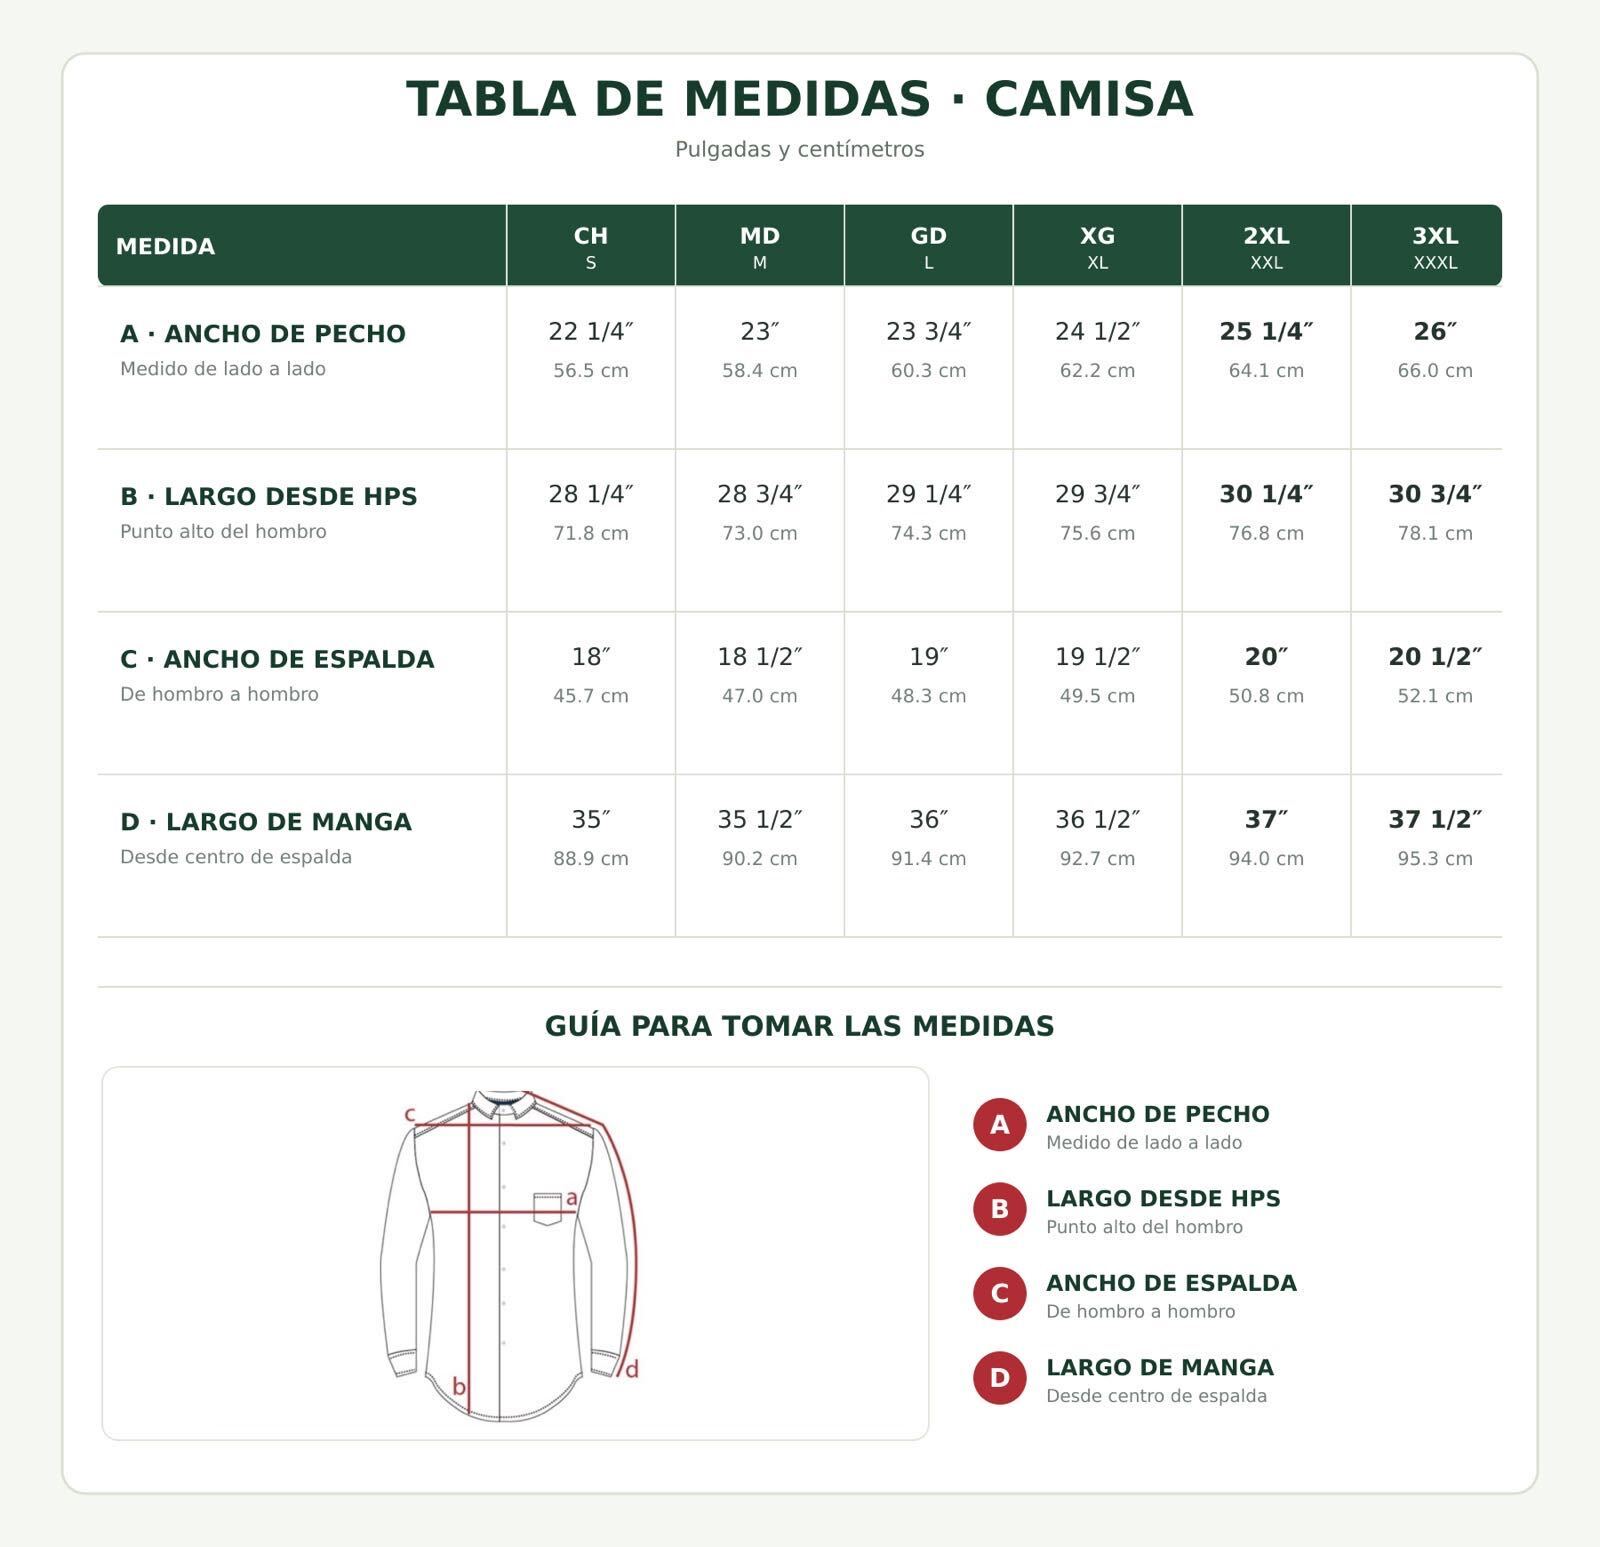 TABLA DE MEDIDAS · CAMISA
Pulgadas y centímetros
MEDIDA CH MD GD XG 2XL 3XL
S M L XL XXL XXXL
A · ANCHO DE PECHO 22 1/4″ 23″ 23 3/4″ 24 1/2″ 25 1/4″ 26″
Medido de lado a lado 56.5 cm 58.4 cm 60.3 cm 62.2 cm 64.1 cm 66.0 cm
B · LARGO DESDE HPS 28 1/4″ 28 3/4″ 29 1/4″ 29 3/4″ 30 1/4″ 30 3/4″
Punto alto del hombro 71.8 cm 73.0 cm 74.3 cm 75.6 cm 76.8 cm 78.1 cm
C · ANCHO DE ESPALDA 18″ 18 1/2″ 19″ 19 1/2″ 20″ 20 1/2″
De hombro a hombro 45.7 cm 47.0 cm 48.3 cm 49.5 cm 50.8 cm 52.1 cm
D · LARGO DE MANGA 35″ 35 1/2″ 36″ 36 1/2″ 37″ 37 1/2″
Desde centro de espalda 88.9 cm 90.2 cm 91.4 cm 92.7 cm 94.0 cm 95.3 cm
GUÍA PARA TOMAR LAS MEDIDAS
c
a
d
b
A ANCHO DE PECHO
Medido de lado a lado
B LARGO DESDE HPS
Punto alto del hombro
C ANCHO DE ESPALDA
De hombro a hombro
D LARGO DE MANGA
Desde centro de espalda